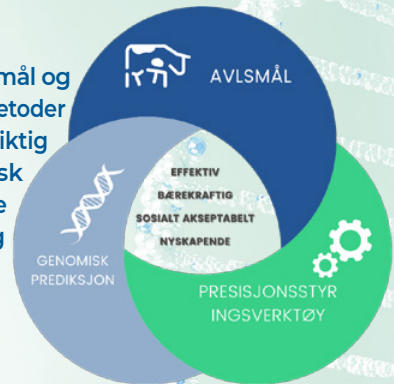 mål og
etoder
iktig
sk
e
g
AVLSMÅL
EFFEKTIV
BÆREKRAFTIG
SOSIALT AKSEPTABELT
NYSKAPENDE
GENOMISK
PREDIKSJON
PRESISJONSSTYR
INGSVERKTØY